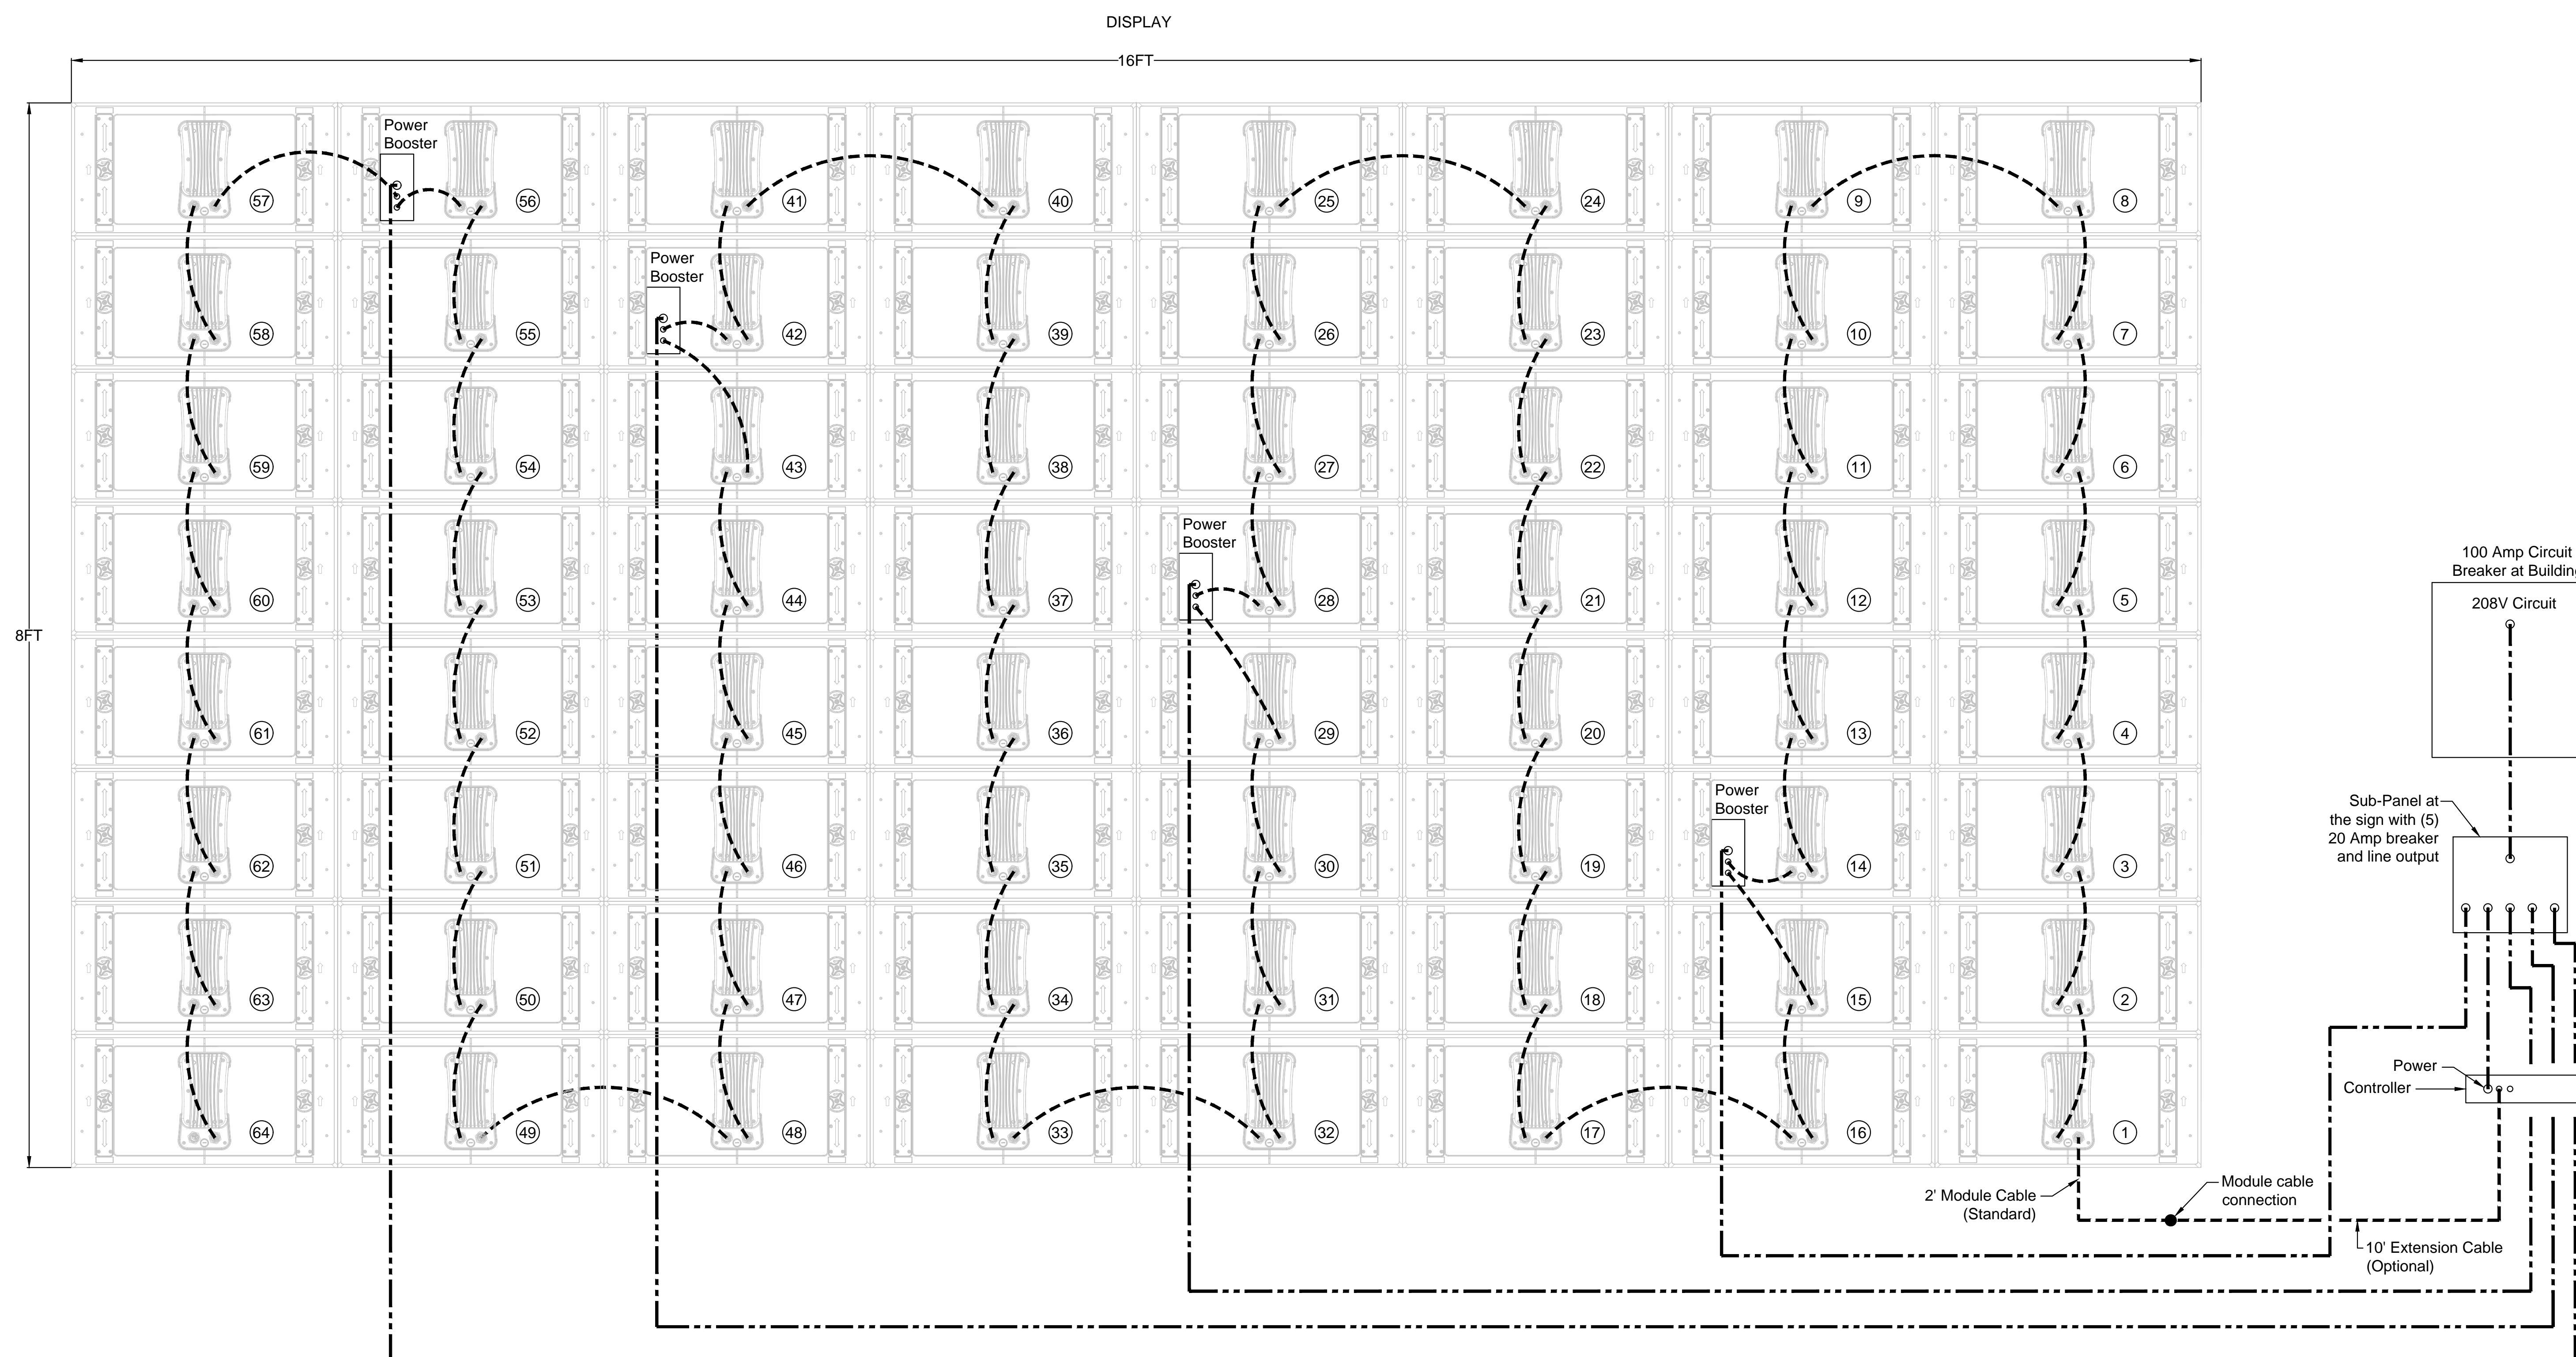 DISPLAY
16FT
8FT
Power
Booster
57
56
41
40
25
24
9
8
Power
Booster
58
55
42
39
26
23
10
7
59
54
43
38
27
22
11
6
Power
Booster
60
53
44
37
28
21
12
5
61
52
45
36
29
20
13
4
Power
Booster
62
51
46
35
30
19
14
3
63
50
47
34
31
18
15
2
64
49
48
33
32
17
16
1
100 Amp Circuit
Breaker at Building
208V Circuit
Sub-Panel at
the sign with (5)
20 Amp breaker
and line output
Power
Controller
2' Module Cable
(Standard)
Module cable
connection
10' Extension Cable
(Optional)